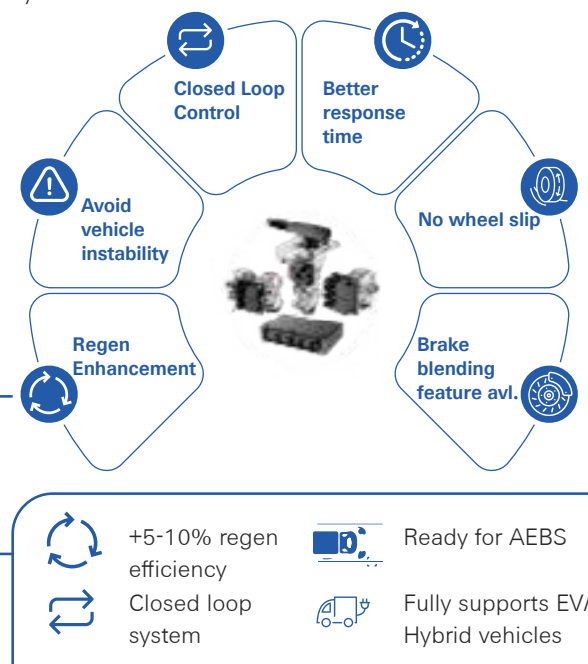 Closed Loop
Control
Better
response
time
Avoid
vehicle
instability
No wheel slip
Regen
Enhancement
Brake
blending
feature avl.
+5-10% regen
efficiency
Ready for AEBS
Closed loop
system
Fully supports EV/
Hybrid vehicles